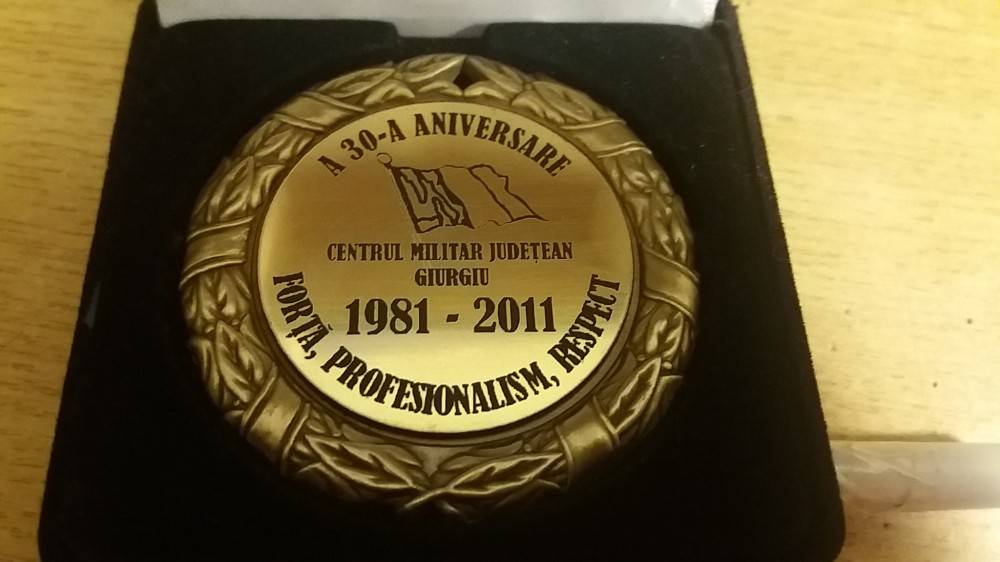 A 30-A ANIVERSARE
CENTRUL MILITAR JUDEȚEAN
GIURGIU
1981 - 2011
FORȚĂ, PROFESIONALISM, RESPECT